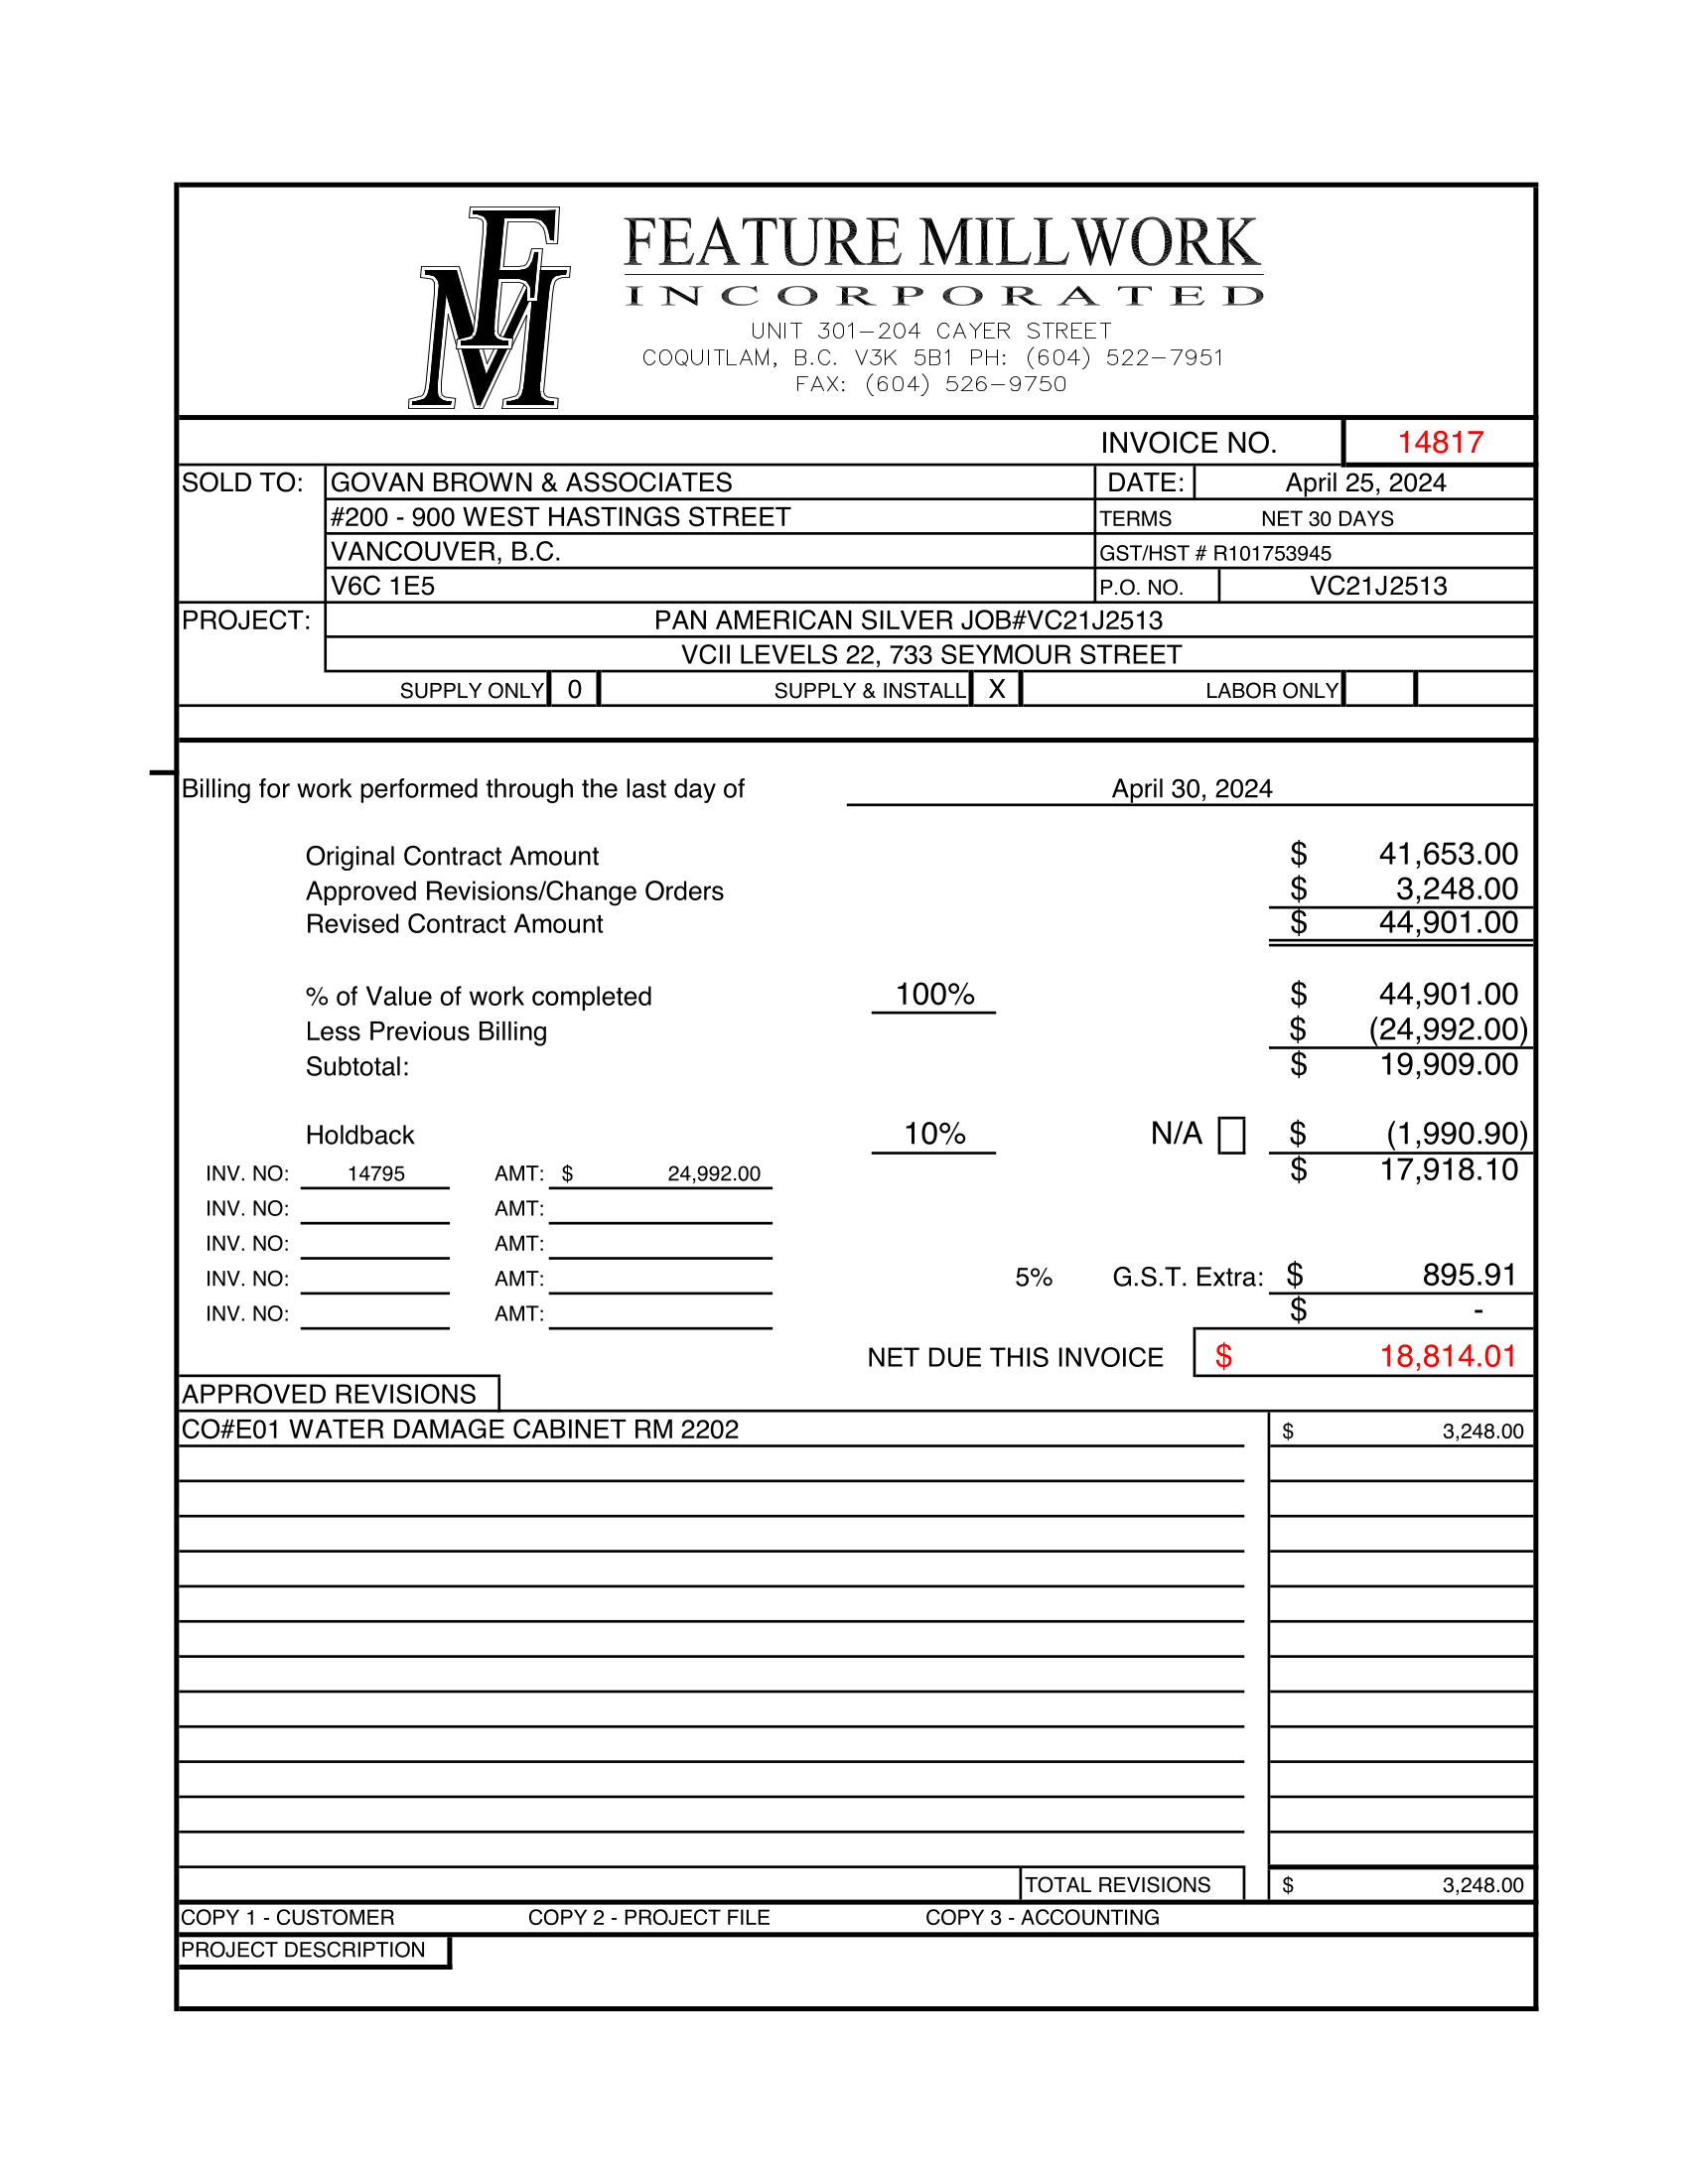 FM
FEATURE MILLWORK
INCORPORATED
UNIT 301-204 CAYER STREET
COQUITLAM, B.C. V3K 5B1 PH: (604) 522-7951
FAX: (604) 526-9750
INVOICE NO. 14817
SOLD TO: GOVAN BROWN & ASSOCIATES DATE: April 25, 2024
#200 - 900 WEST HASTINGS STREET TERMS NET 30 DAYS
VANCOUVER, B.C. GST/HST # R101753945
V6C 1E5 P.O. NO. VC21J2513
PROJECT: PAN AMERICAN SILVER JOB#VC21J2513
VCII LEVELS 22, 733 SEYMOUR STREET
SUPPLY ONLY 0 SUPPLY & INSTALL X LABOR ONLY
Billing for work performed through the last day of April 30, 2024
Original Contract Amount $ 41,653.00
Approved Revisions/Change Orders $ 3,248.00
Revised Contract Amount $ 44,901.00
% of Value of work completed 100% $ 44,901.00
Less Previous Billing $ (24,992.00)
Subtotal: $ 19,909.00
Holdback 10% N/A $ (1,990.90)
INV. NO: 14795 AMT: $ 24,992.00 $ 17,918.10
INV. NO: AMT:
INV. NO: AMT:
INV. NO: AMT: 5% G.S.T. Extra: $ 895.91
INV. NO: AMT: $ -
NET DUE THIS INVOICE $ 18,814.01
APPROVED REVISIONS
CO#E01 WATER DAMAGE CABINET RM 2202 $ 3,248.00
TOTAL REVISIONS $ 3,248.00
COPY 1 - CUSTOMER COPY 2 - PROJECT FILE COPY 3 - ACCOUNTING
PROJECT DESCRIPTION